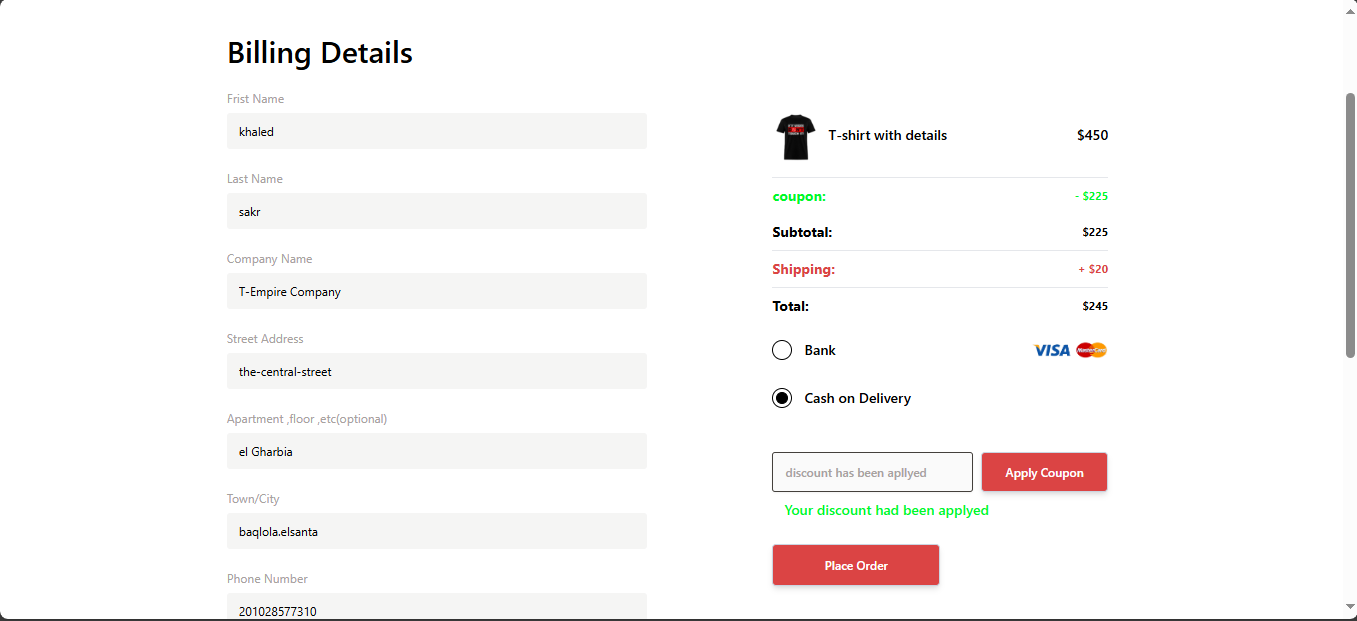 Billing Details
Frist Name
khaled
Last Name
sakr
Company Name
T-Empire Company
Street Address
the-central-street
Apartment ,floor ,etc(optional)
el Gharbia
Town/City
baqlola.elsanta
Phone Number
201028577310
T-shirt with details $450
coupon: - $225
Subtotal: $225
Shipping: + $20
Total: $245
Bank VISA MasterCard
Cash on Delivery
discount has been apllyed Apply Coupon
Your discount had been applyed
Place Order